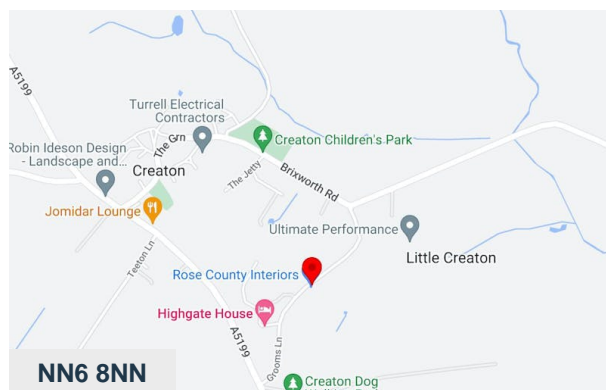 A5199
Turrell Electrical
Contractors
The Grn
Creaton Children's Park
Robin Ideson Design
- Landscape and...
Creaton
The Jetty
Brixworth Rd
Jomidar Lounge
Ultimate Performance
Little Creaton
Teeton Ln
Rose County Interiors
Highgate House
A5199
Grooms Ln
NN6 8NN
Creaton Dog